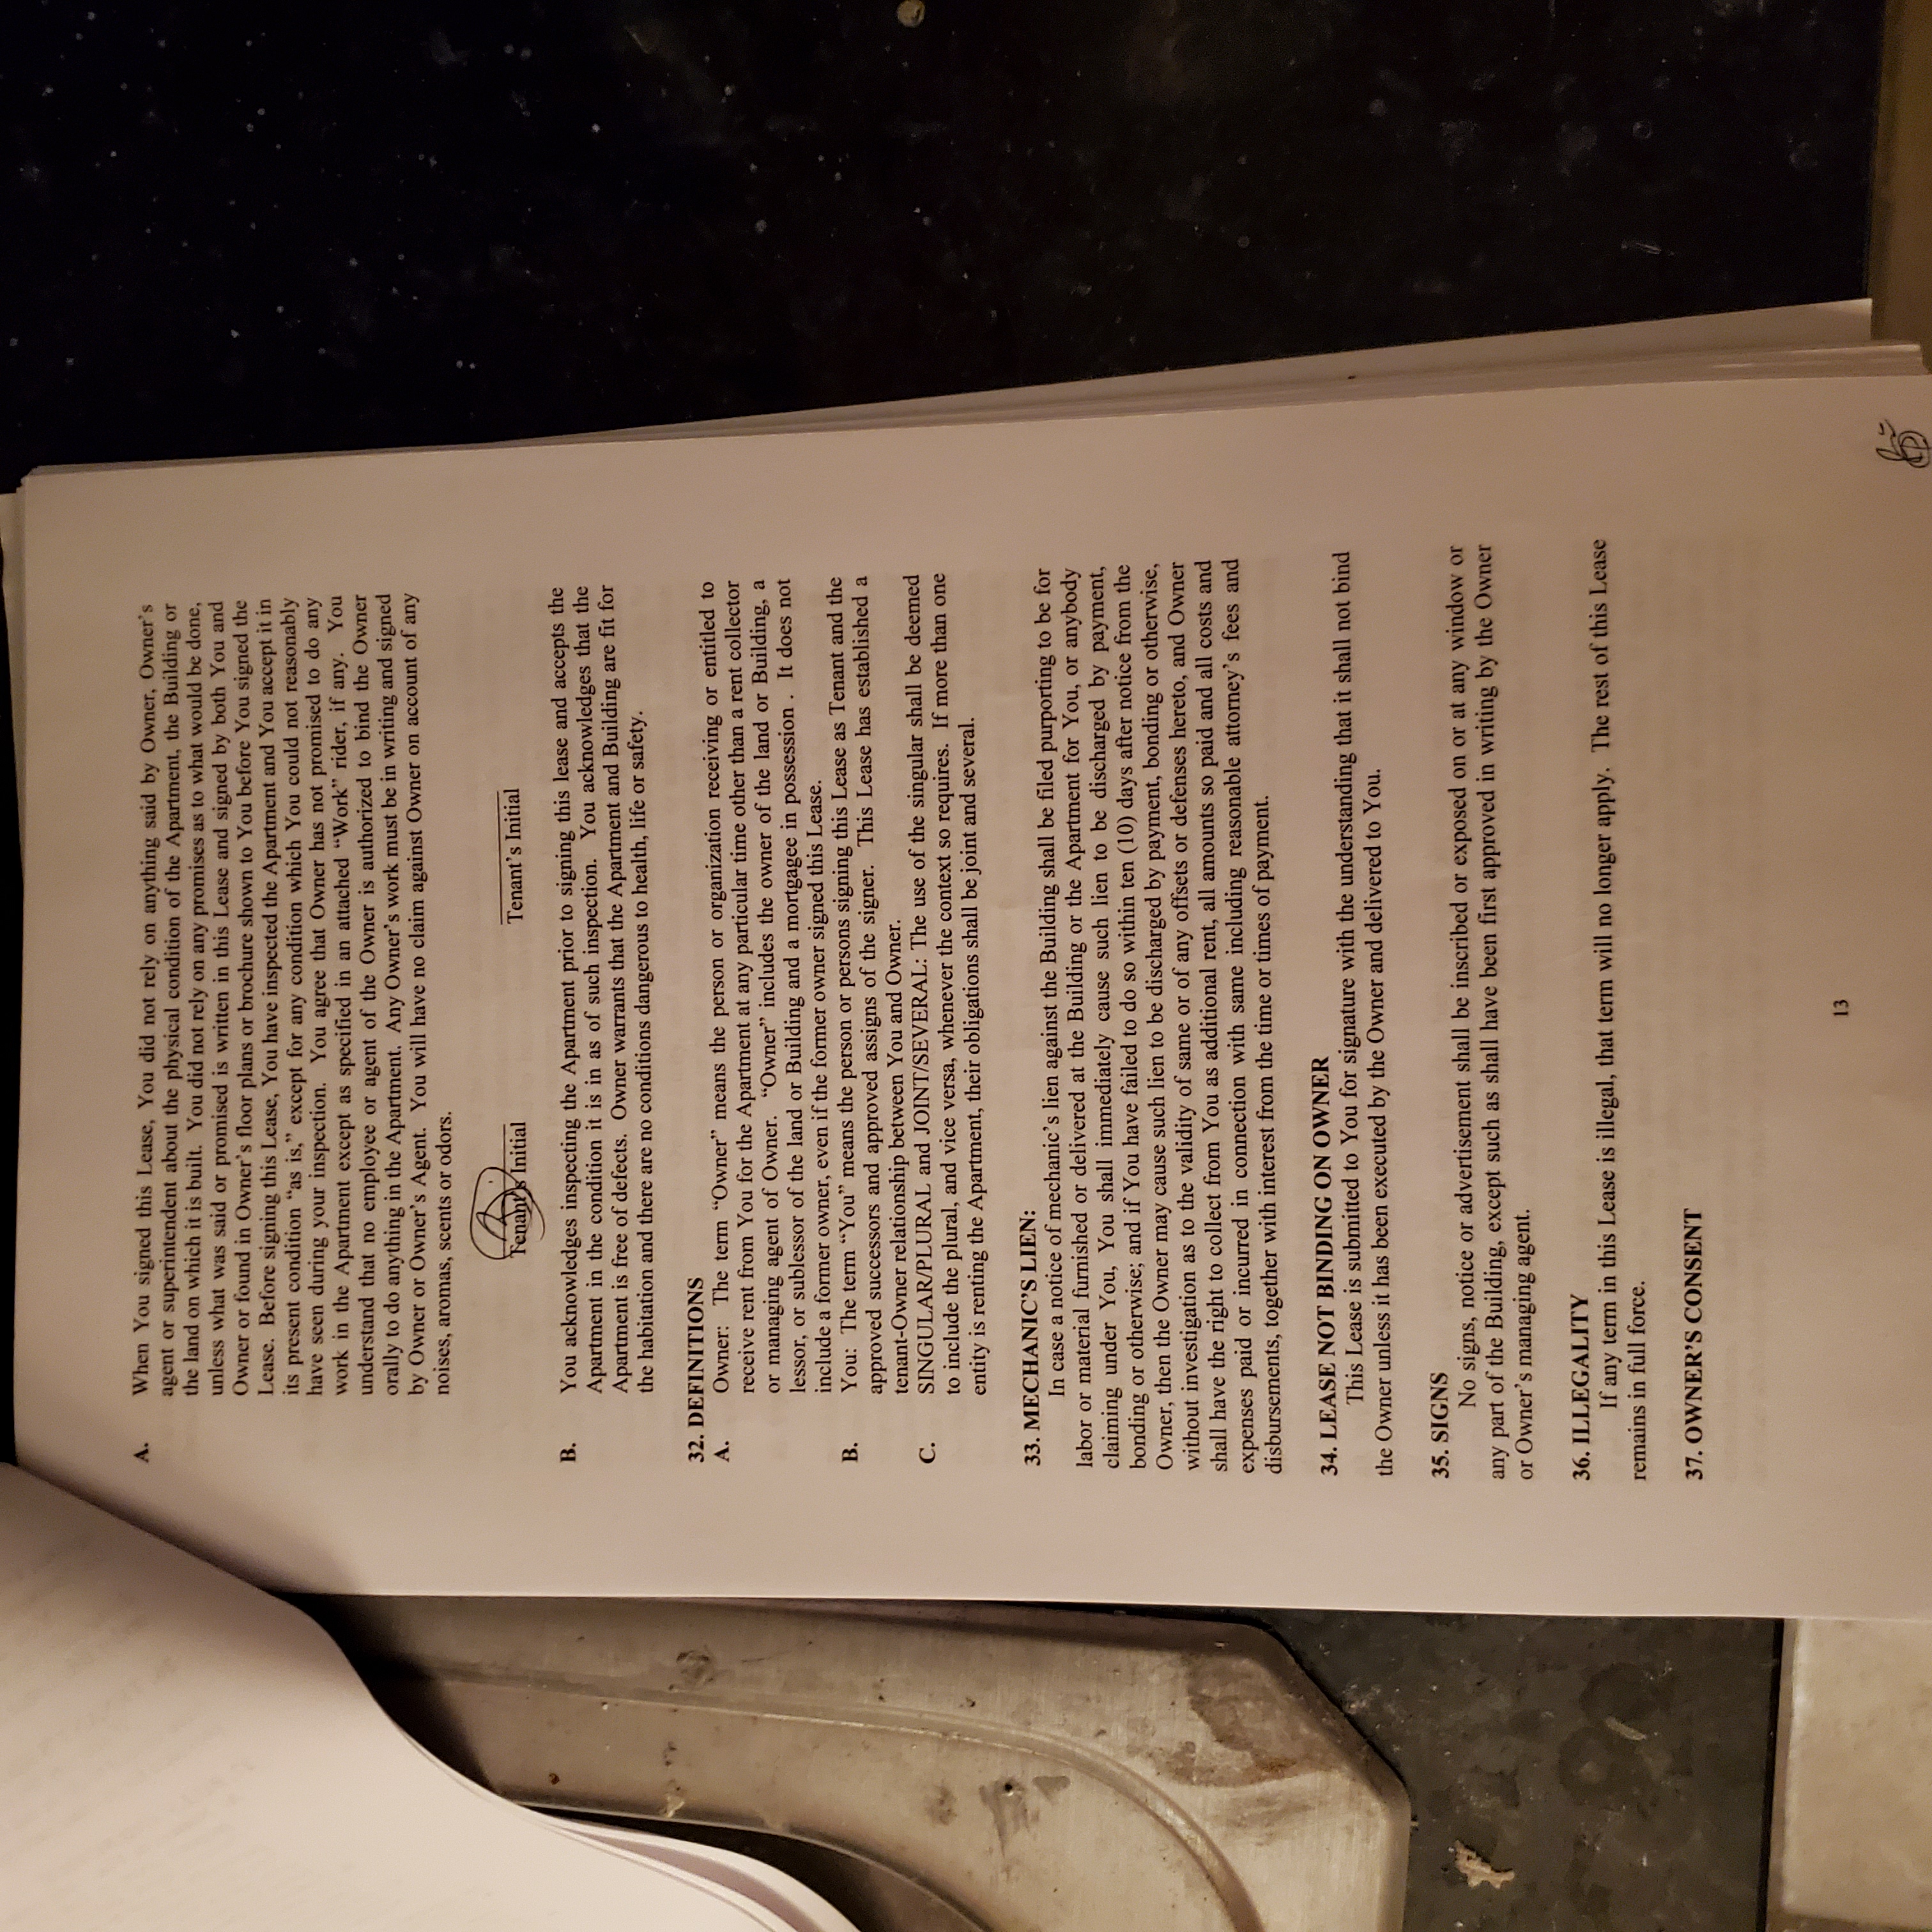 A. When You signed this Lease, You did not rely on anything said by Owner, Owner's
agent or superintendent about the physical condition of the Apartment, the Building or
the land on which it is built. You did not rely on any promises as to what would be done,
unless what was said or promised is written in this Lease and signed by both You and
Owner or found in Owner's floor plans or brochure shown to You before You signed the
Lease. Before signing this Lease, You have inspected the Apartment and You accept it in
its present condition “as is,” except for any condition which You could not reasonably
have seen during your inspection. You agree that Owner has not promised to do any
work in the Apartment except as specified in an attached “Work” rider, if any. You
understand that no employee or agent of the Owner is authorized to bind the Owner
orally to do anything in the Apartment. Any Owner's work must be in writing and signed
by Owner or Owner's Agent. You will have no claim against Owner on account of any
noises, aromas, scents or odors.
Tenant's Initial Tenant's Initial
B. You acknowledges inspecting the Apartment prior to signing this lease and accepts the
Apartment in the condition it is in as of such inspection. You acknowledges that the
Apartment is free of defects. Owner warrants that the Apartment and Building are fit for
the habitation and there are no conditions dangerous to health, life or safety.
32. DEFINITIONS
A. Owner: The term “Owner” means the person or organization receiving or entitled to
receive rent from You for the Apartment at any particular time other than a rent collector
or managing agent of Owner. “Owner” includes the owner of the land or Building, a
lessor, or sublessor of the land or Building and a mortgagee in possession . It does not
include a former owner, even if the former owner signed this Lease.
B. You: The term “You” means the person or persons signing this Lease as Tenant and the
approved successors and approved assigns of the signer. This Lease has established a
tenant-Owner relationship between You and Owner.
C. SINGULAR/PLURAL and JOINT/SEVERAL: The use of the singular shall be deemed
to include the plural, and vice versa, whenever the context so requires. If more than one
entity is renting the Apartment, their obligations shall be joint and several.
33. MECHANIC'S LIEN:
In case a notice of mechanic's lien against the Building shall be filed purporting to be for
labor or material furnished or delivered at the Building or the Apartment for You, or anybody
claiming under You, You shall immediately cause such lien to be discharged by payment,
bonding or otherwise; and if You have failed to do so within ten (10) days after notice from the
Owner, then the Owner may cause such lien to be discharged by payment, bonding or otherwise,
without investigation as to the validity of same or of any offsets or defenses hereto, and Owner
shall have the right to collect from You as additional rent, all amounts so paid and all costs and
expenses paid or incurred in connection with same including reasonable attorney's fees and
disbursements, together with interest from the time or times of payment.
34. LEASE NOT BINDING ON OWNER
This Lease is submitted to You for signature with the understanding that it shall not bind
the Owner unless it has been executed by the Owner and delivered to You.
35. SIGNS
No signs, notice or advertisement shall be inscribed or exposed on or at any window or
any part of the Building, except such as shall have been first approved in writing by the Owner
or Owner's managing agent.
36. ILLEGALITY
If any term in this Lease is illegal, that term will no longer apply. The rest of this Lease
remains in full force.
37. OWNER'S CONSENT
13